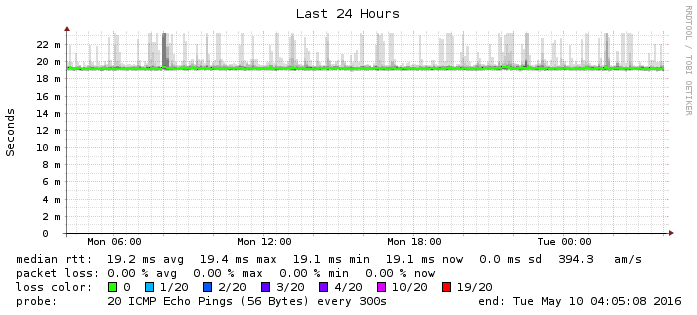 Last 24 Hours
RRDTOOL / TOBI OETIKER
Seconds
22 m
20 m
18 m
16 m
14 m
12 m
10 m
8 m
6 m
4 m
2 m
0
Mon 06:00 Mon 12:00 Mon 18:00 Tue 00:00
median rtt: 19.2 ms avg 19.4 ms max 19.1 ms min 19.1 ms now 0.0 ms sd 394.3 am/s
packet loss: 0.00 % avg 0.00 % max 0.00 % min 0.00 % now
loss color: 0 1/20 2/20 3/20 4/20 10/20 19/20
probe: 20 ICMP Echo Pings (56 Bytes) every 300s end: Tue May 10 04:05:08 2016